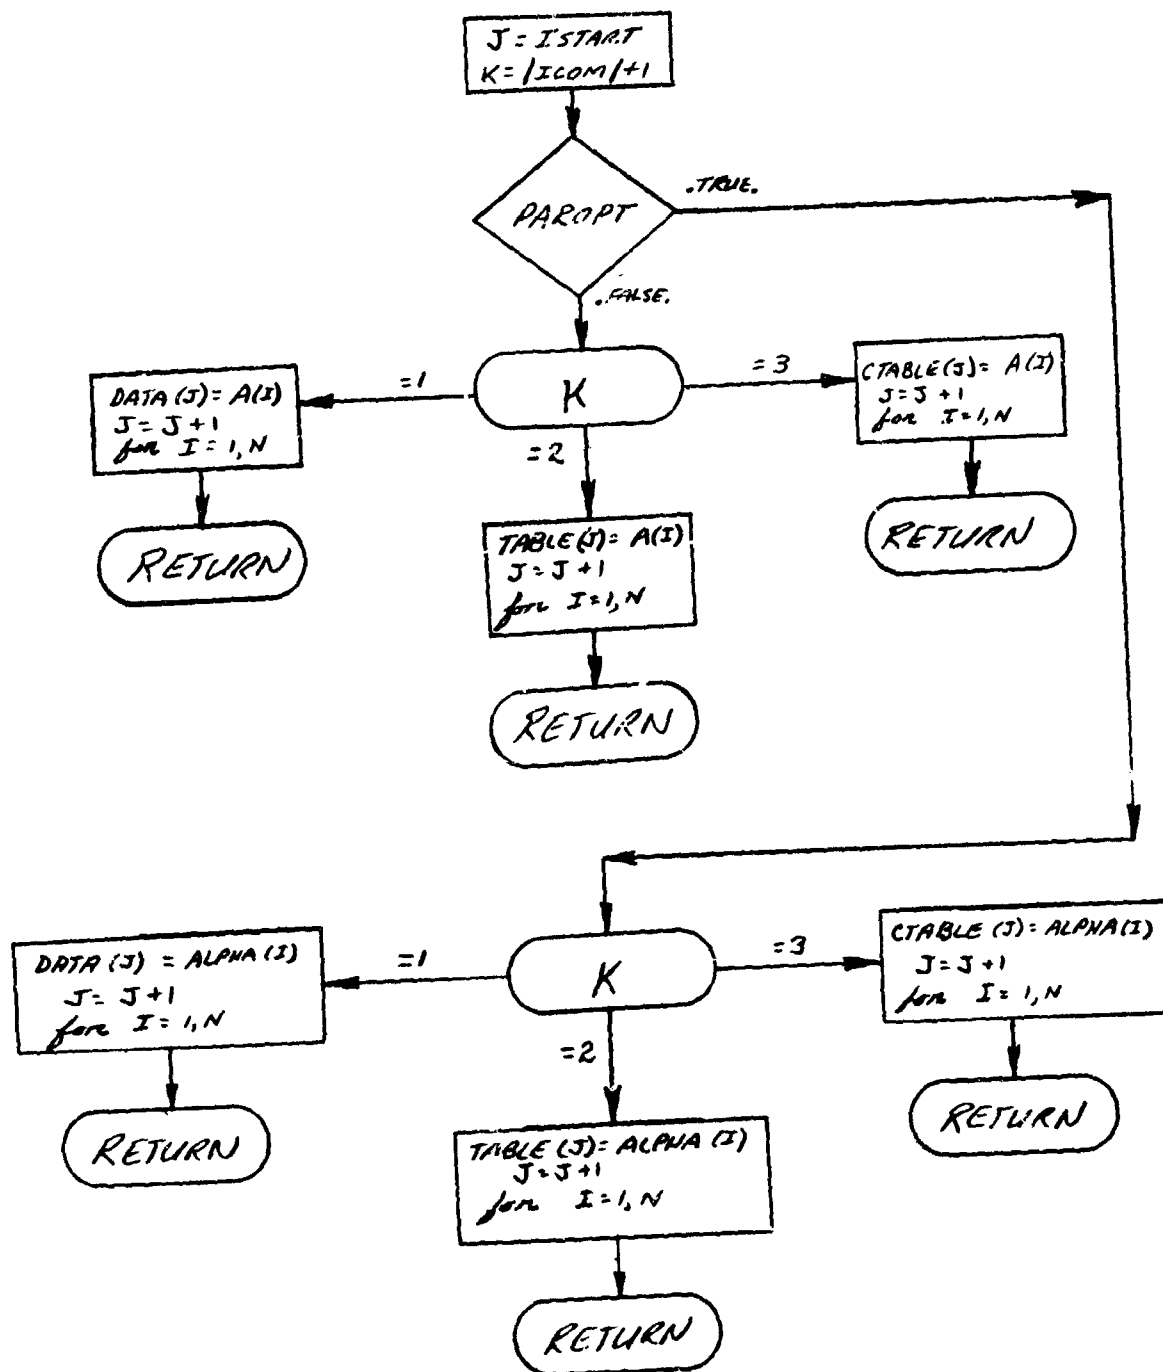 J = ISTART
K = |ICOM| + 1
PAROPT
.TRUE.
.FALSE.
K
=1
=3
=2
DATA (J) = A(I)
J = J + 1
for I = 1, N
RETURN
CTABLE (J) = A(I)
J = J + 1
for I = 1, N
RETURN
TABLE (J) = A(I)
J = J + 1
for I = 1, N
RETURN
K
=1
=3
=2
DATA (J) = ALPHA (I)
J = J + 1
for I = 1, N
RETURN
CTABLE (J) = ALPHA (I)
J = J + 1
for I = 1, N
RETURN
TABLE (J) = ALPHA (I)
J = J + 1
for I = 1, N
RETURN